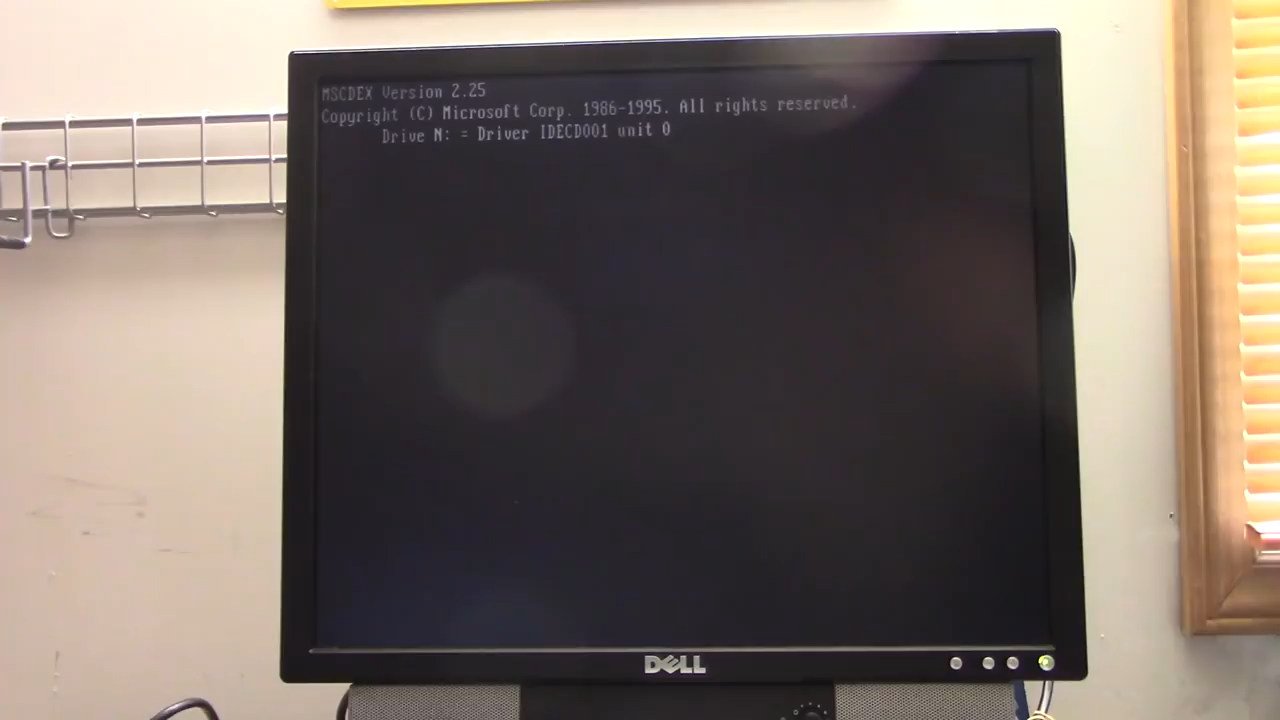 MSCDEX Version 2.25
Copyright (C) Microsoft Corp. 1986-1995. All rights reserved.
Drive N: = Driver IDECD001 unit 0
DELL